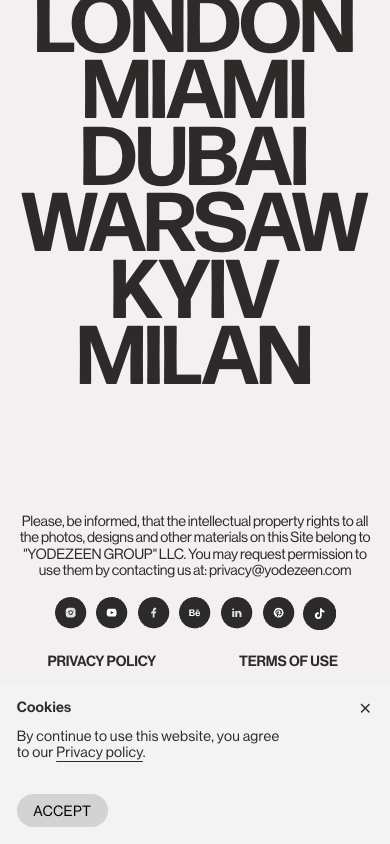 LONDON
MIAMI
DUBAI
WARSAW
KYIV
MILAN
Please, be informed, that the intellectual property rights to all
the photos, designs and other materials on this Site belong to
"YODEZEEN GROUP" LLC. You may request permission to
use them by contacting us at: privacy@yodezeen.com
Bē
in
PRIVACY POLICY
TERMS OF USE
Cookies
By continue to use this website, you agree
to our Privacy policy.
ACCEPT